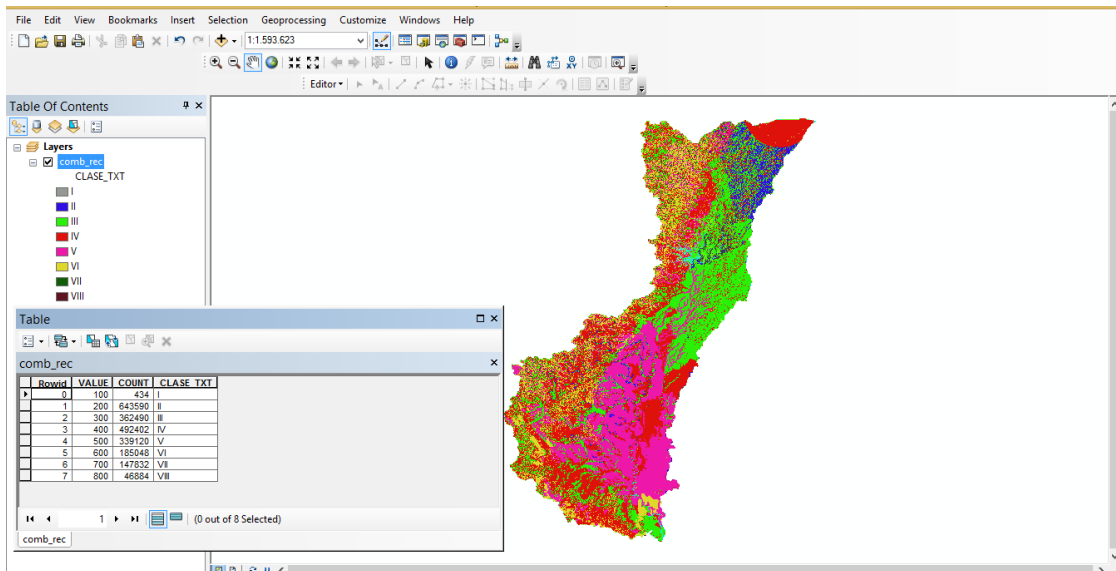 File Edit View Bookmarks Insert Selection Geoprocessing Customize Windows Help
1:1.593.623
Editor
Table Of Contents
Layers
comb_rec
CLASE_TXT
I
II
III
IV
V
VI
VII
VIII
Table
comb_rec
Rowid VALUE COUNT CLASE_TXT
0 100 434 I
1 200 643590 II
2 300 362490 III
3 400 492402 IV
4 500 339120 V
5 600 185048 VI
6 700 147832 VII
7 800 46884 VIII
1 (0 out of 8 Selected)
comb_rec